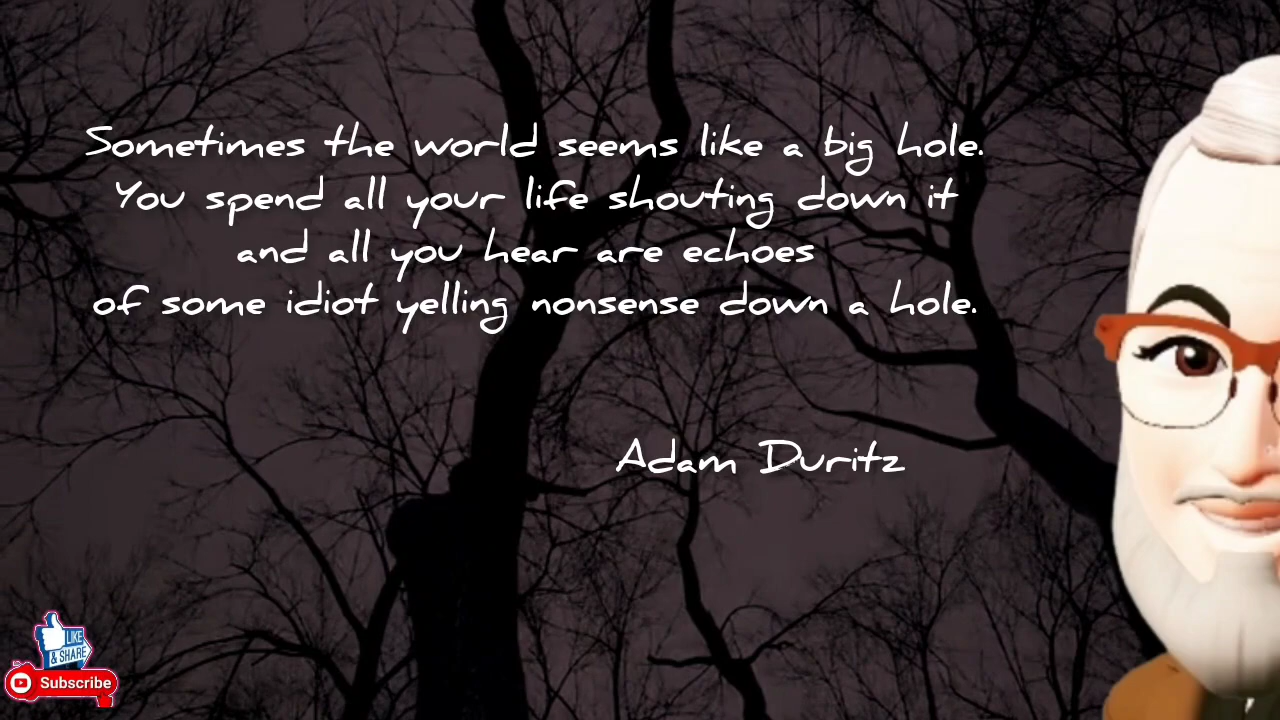 Sometimes the world seems like a big hole.
You spend all your life shouting down it
and all you hear are echoes
of some idiot yelling nonsense down a hole.
Adam Duritz
LIKE
& SHARE
Subscribe